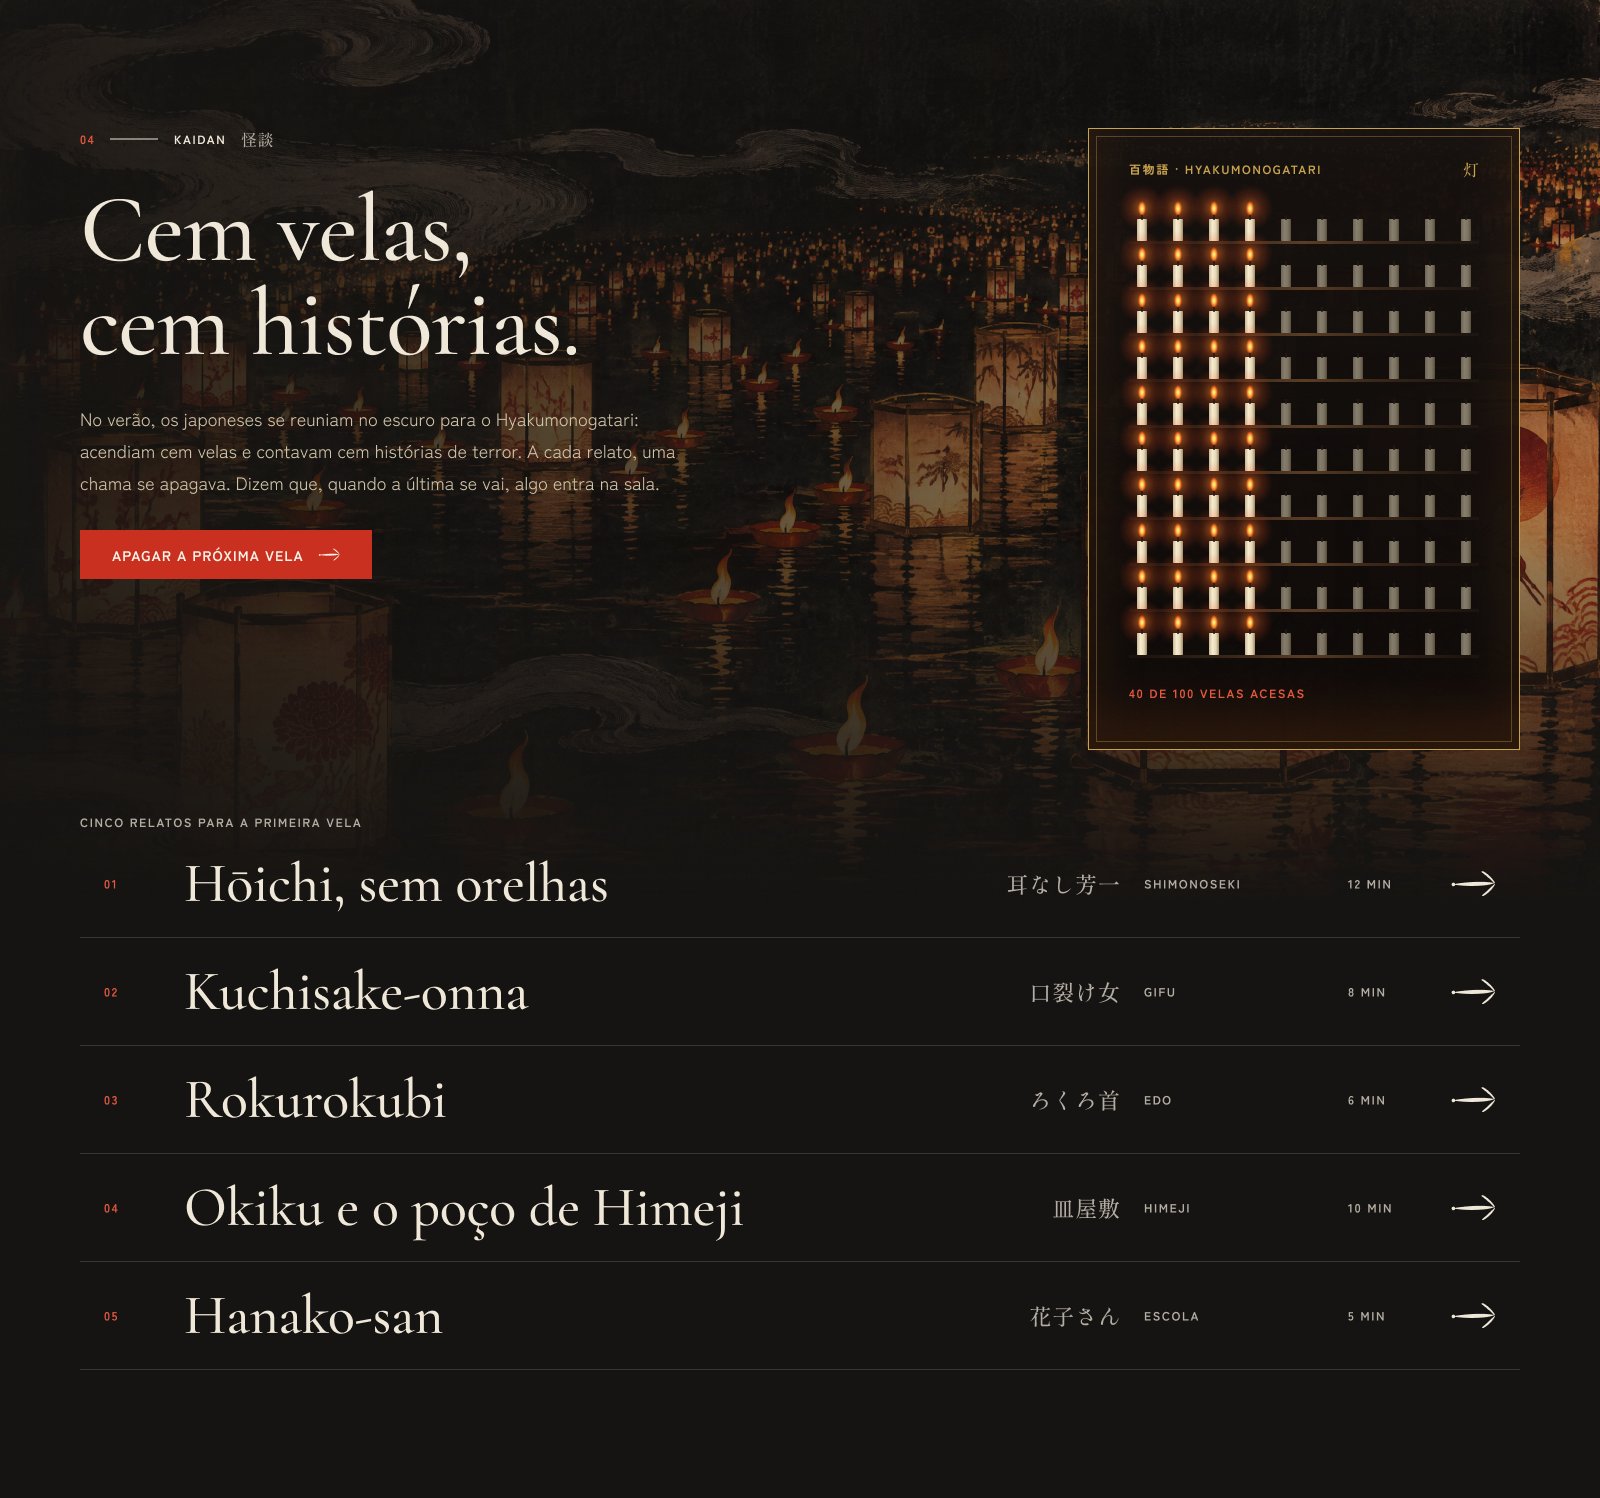 04 KAIDAN 怪談
Cem velas,
cem histórias.
No verão, os japoneses se reuniam no escuro para o Hyakumonogatari:
acendiam cem velas e contavam cem histórias de terror. A cada relato, uma
chama se apagava. Dizem que, quando a última se vai, algo entra na sala.
APAGAR A PRÓXIMA VELA
百物語 · HYAKUMONOGATARI 灯
40 DE 100 VELAS ACESAS
CINCO RELATOS PARA A PRIMEIRA VELA
01 Hōichi, sem orelhas 耳なし芳一 SHIMONOSEKI 12 MIN
02 Kuchisake-onna 口裂け女 GIFU 8 MIN
03 Rokurokubi ろくろ首 EDO 6 MIN
04 Okiku e o poço de Himeji 皿屋敷 HIMEJI 10 MIN
05 Hanako-san 花子さん ESCOLA 5 MIN